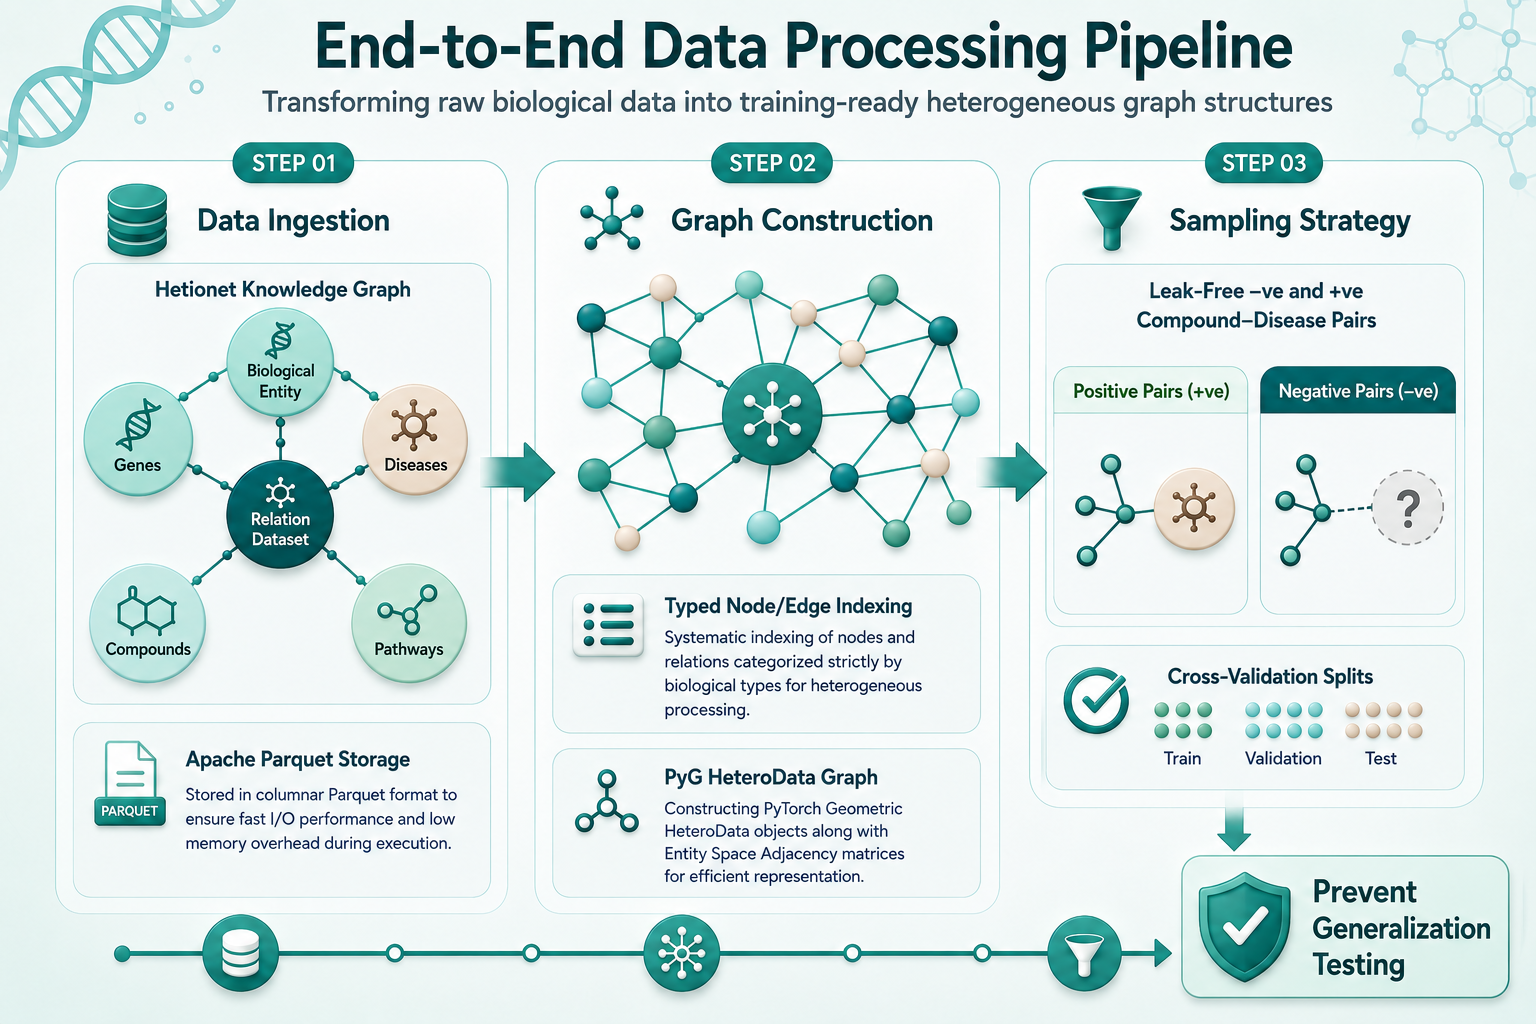 End-to-End Data Processing Pipeline
Transforming raw biological data into training-ready heterogeneous graph structures
STEP 01
Data Ingestion
Hetionet Knowledge Graph
Biological
Entity
Genes
Diseases
Relation
Dataset
Compounds
Pathways
PARQUET
Apache Parquet Storage
Stored in columnar Parquet format to
ensure fast I/O performance and low
memory overhead during execution.
STEP 02
Graph Construction
Typed Node/Edge Indexing
Systematic indexing of nodes and
relations categorized strictly by
biological types for heterogeneous
processing.
PyG HeteroData Graph
Constructing PyTorch Geometric
HeteroData objects along with
Entity Space Adjacency matrices
for efficient representation.
STEP 03
Sampling Strategy
Leak-Free –ve and +ve
Compound–Disease Pairs
Positive Pairs (+ve)
Negative Pairs (–ve)
?
Cross-Validation Splits
Train
Validation
Test
Prevent
Generalization
Testing